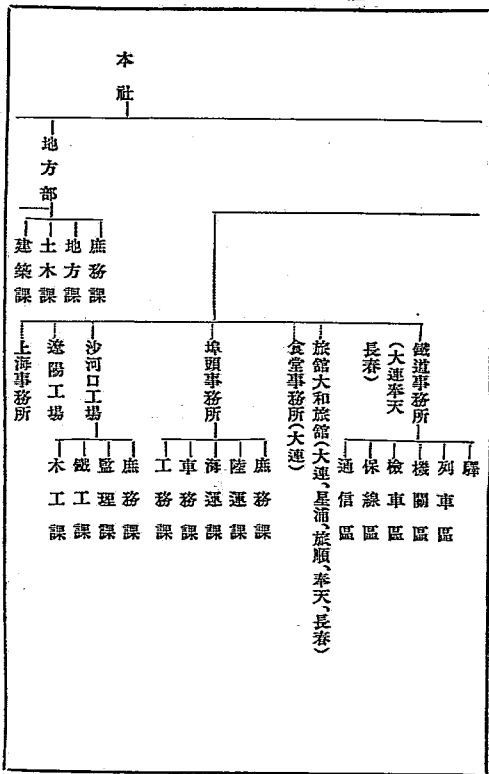 本社
地方部
庶務課
地方課
土木課
建築課
鐵道事務所
(大連奉天
長春)
驛
列車區
機關區
檢車區
保線區
通信區
旅館大和旅館(大連、星浦、旅順、奉天、長春)
食堂事務所(大連)
埠頭事務所
庶務課
陸運課
海運課
車務課
工務課
沙河口工場
庶務課
監理課
鐵工課
木工課
遼陽工場
上海事務所